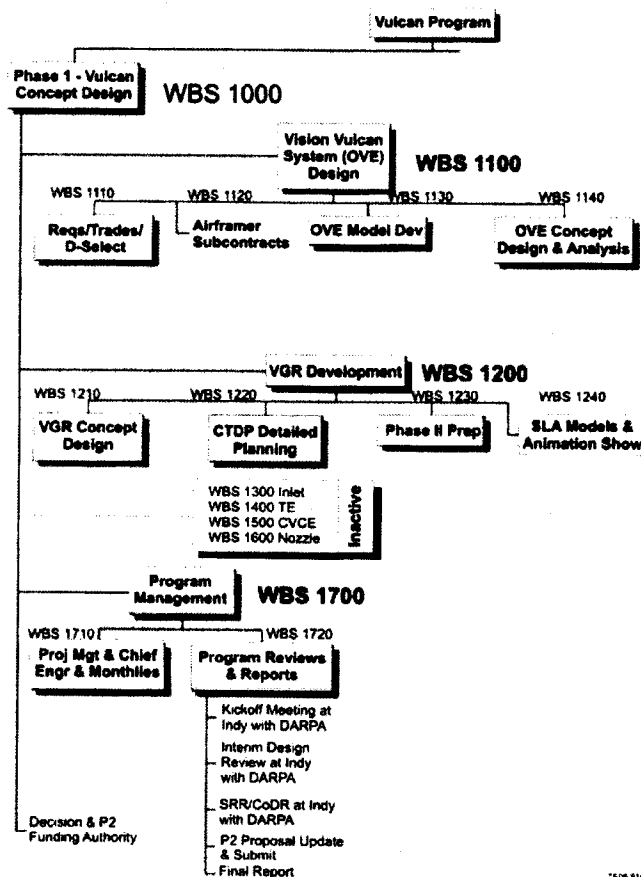 Vulcan Program
Phase 1 - Vulcan
Concept Design
WBS 1000
Vision Vulcan
System (OVE)
Design
WBS 1100
WBS 1110
WBS 1120
WBS 1130
WBS 1140
Reqs/Trades/
D-Select
Airframer
Subcontracts
OVE Model Dev
OVE Concept
Design & Analysis
VGR Development
WBS 1200
WBS 1210
WBS 1220
WBS 1230
WBS 1240
VGR Concept
Design
CTDP Detailed
Planning
Phase II Prep
SLA Models &
Animation Show
WBS 1300 Inlet
WBS 1400 TE
WBS 1500 CVCE
WBS 1600 Nozzle
Inactive
Program
Management
WBS 1700
WBS 1710
WBS 1720
Proj Mgt & Chief
Engr & Monthlies
Program Reviews
& Reports
Kickoff Meeting at
Indy with DARPA
Interim Design
Review at Indy
with DARPA
SRR/CoDR at Indy
with DARPA
P2 Proposal Update
& Submit
Final Report
Decision & P2
Funding Authority